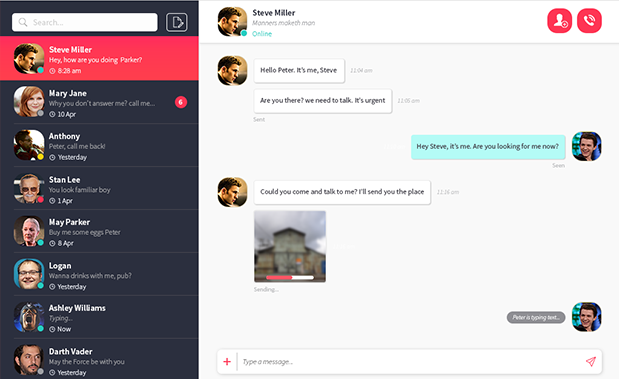 Search...
Steve Miller
Hey, how are you doing Parker?
8:28 am
Mary Jane
Why you don't answer me? call me...
6
10 Apr
Anthony
Peter, call me back!
Yesterday
Stan Lee
You look familiar boy
1 Apr
May Parker
Buy me some eggs Peter
8 Apr
Logan
Wanna drinks with me, pub?
Yesterday
Ashley Williams
Typing..
Now
Darth Vader
May the Force be with you
Yesterday
Steve Miller
Manners maketh man
Online
Hello Peter. It's me, Steve
11:04 am
Are you there? we need to talk. It's urgent
11:05 am
Sent
Hey Steve, it's me. Are you looking for me now?
Seen
Could you come and talk to me? I'll send you the place
11:16 am
Sending...
Peter is typing text...
Type a message...